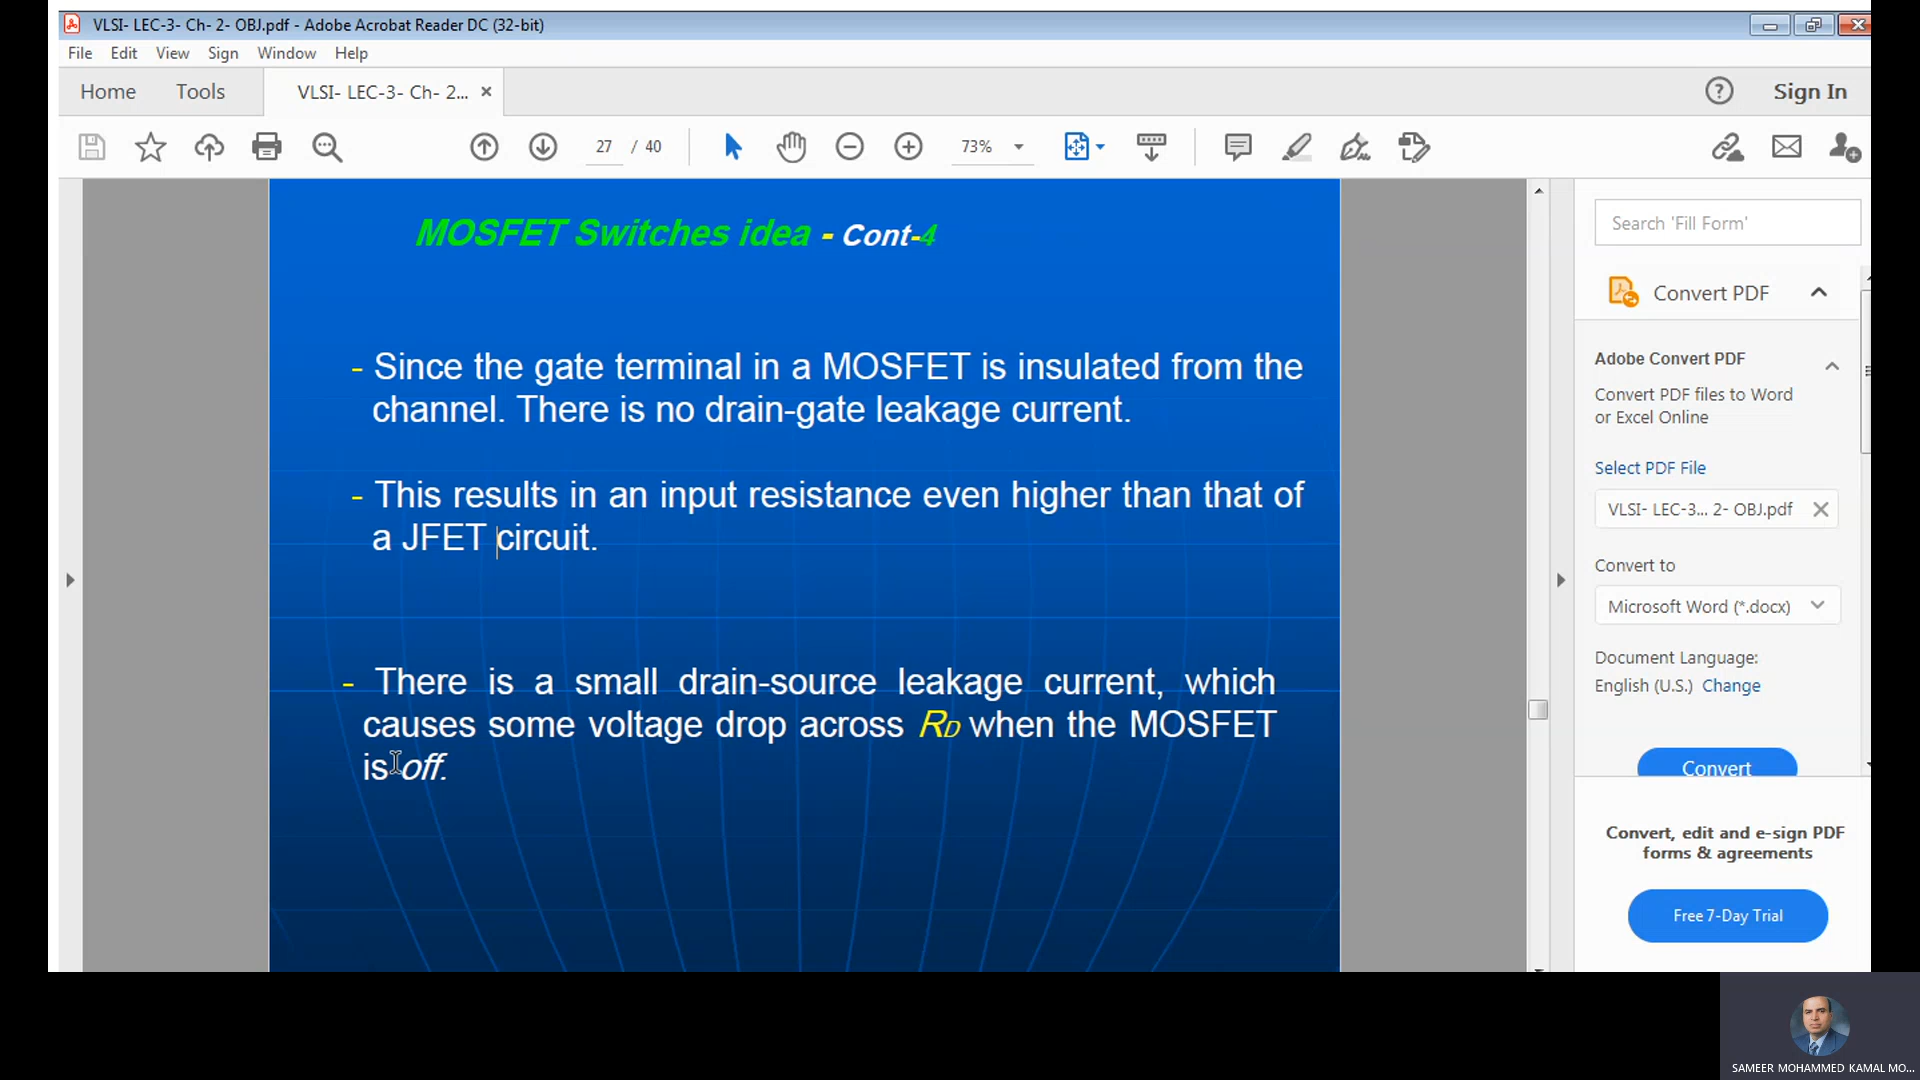 VLSI- LEC-3- Ch- 2- OBJ.pdf - Adobe Acrobat Reader DC (32-bit)
File Edit View Sign Window Help
Home Tools VLSI- LEC-3- Ch- 2... × Sign In
27 / 40 73%
MOSFET Switches idea - Cont-4
- Since the gate terminal in a MOSFET is insulated from the
channel. There is no drain-gate leakage current.
- This results in an input resistance even higher than that of
a JFET circuit.
- There is a small drain-source leakage current, which
causes some voltage drop across RD when the MOSFET
is off.
Search 'Fill Form'
Convert PDF
Adobe Convert PDF
Convert PDF files to Word
or Excel Online
Select PDF File
VLSI- LEC-3... 2- OBJ.pdf
Convert to
Microsoft Word (*.docx)
Document Language:
English (U.S.) Change
Convert
Convert, edit and e-sign PDF
forms & agreements
Free 7-Day Trial
SAMEER MOHAMMED KAMAL MO...